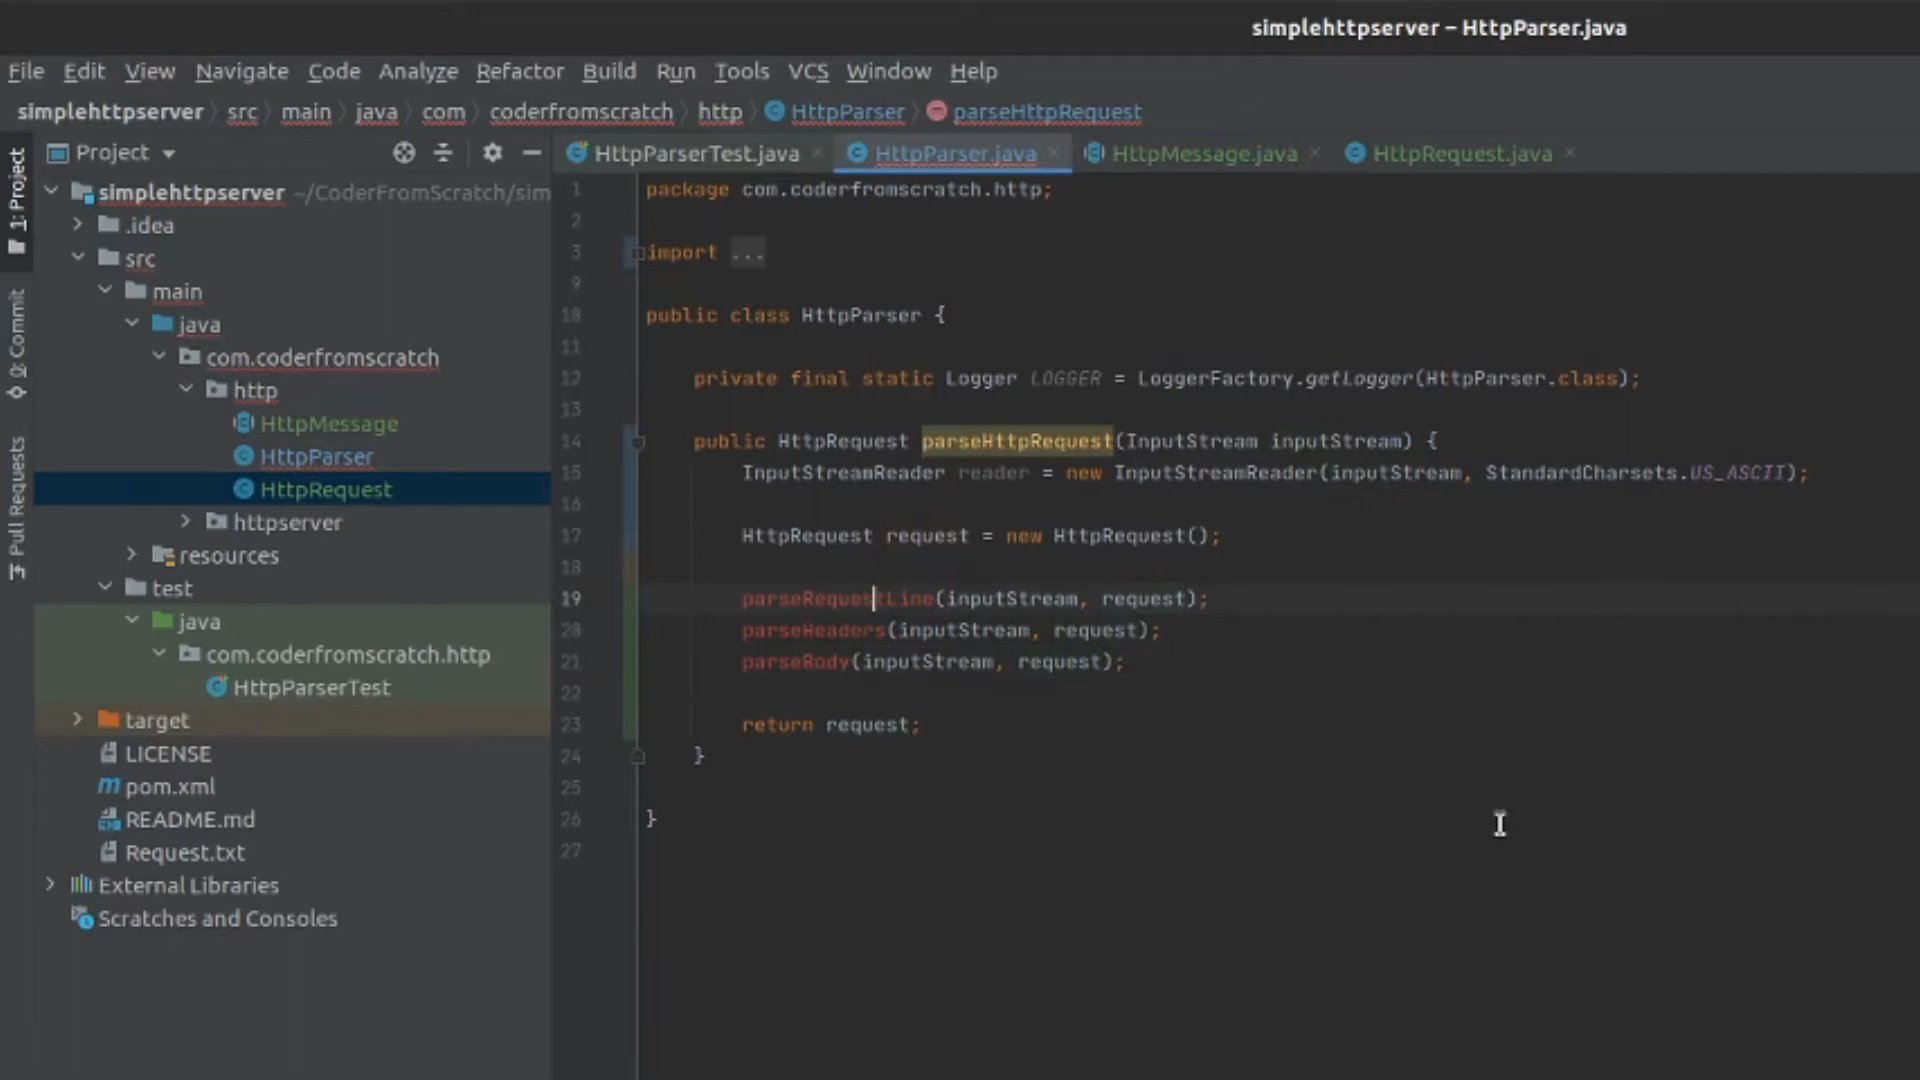 simplehttpserver – HttpParser.java
File Edit View Navigate Code Analyze Refactor Build Run Tools VCS Window Help
simplehttpserver src main java com coderfromscratch http HttpParser parseHttpRequest
1: Project
0: Commit
Pull Requests
Project
simplehttpserver ~/CoderFromScratch/sim
.idea
src
main
java
com.coderfromscratch
http
HttpMessage
HttpParser
HttpRequest
httpserver
resources
test
java
com.coderfromscratch.http
HttpParserTest
target
LICENSE
pom.xml
README.md
Request.txt
External Libraries
Scratches and Consoles
HttpParserTest.java HttpParser.java HttpMessage.java HttpRequest.java
1 package com.coderfromscratch.http;
2
3 import ...
9
10 public class HttpParser {
11
12 private final static Logger LOGGER = LoggerFactory.getLogger(HttpParser.class);
13
14 public HttpRequest parseHttpRequest(InputStream inputStream) {
15 InputStreamReader reader = new InputStreamReader(inputStream, StandardCharsets.US_ASCII);
16
17 HttpRequest request = new HttpRequest();
18
19 parseRequestLine(inputStream, request);
20 parseHeaders(inputStream, request);
21 parseBody(inputStream, request);
22
23 return request;
24 }
25
26 }
27